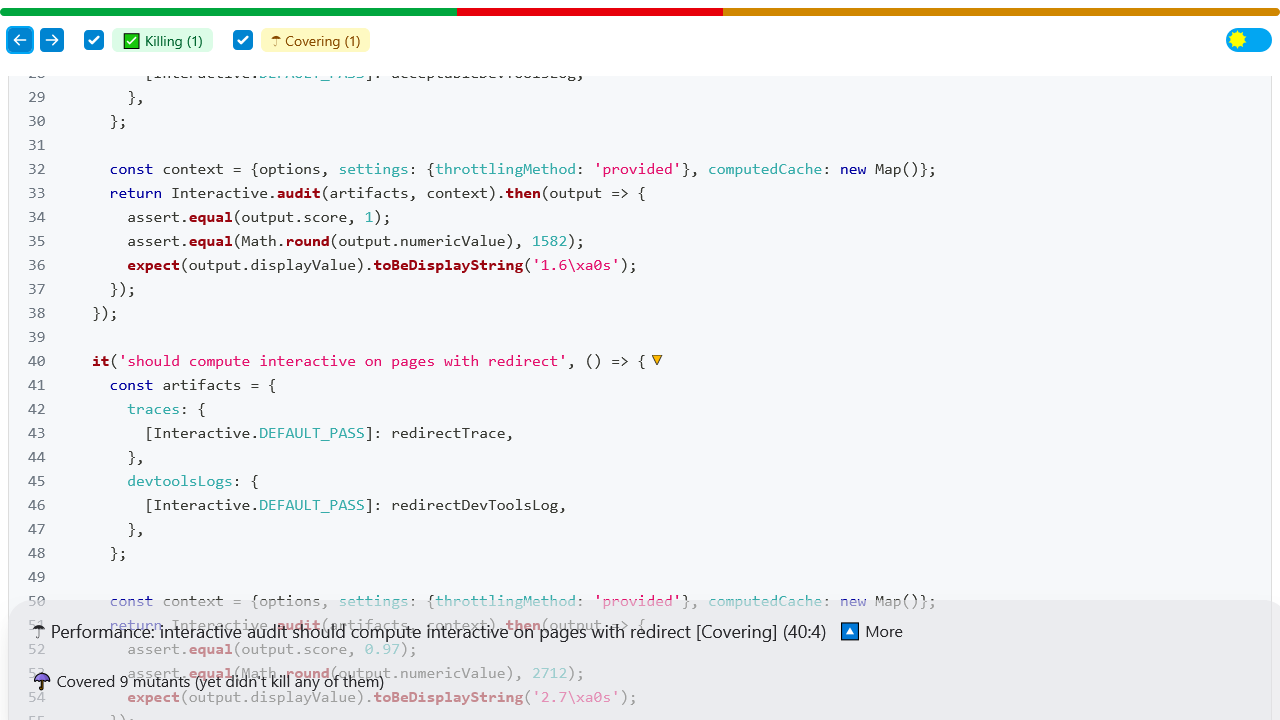 ✅ Killing (1) ☂ Covering (1)
28 [Interactive.DEFAULT_PASS]: acceptableDevToolsLog,
29 },
30 };
31
32 const context = {options, settings: {throttlingMethod: 'provided'}, computedCache: new Map()};
33 return Interactive.audit(artifacts, context).then(output => {
34 assert.equal(output.score, 1);
35 assert.equal(Math.round(output.numericValue), 1582);
36 expect(output.displayValue).toBeDisplayString('1.6\xa0s');
37 });
38 });
39
40 it('should compute interactive on pages with redirect', () => {
41 const artifacts = {
42 traces: {
43 [Interactive.DEFAULT_PASS]: redirectTrace,
44 },
45 devtoolsLogs: {
46 [Interactive.DEFAULT_PASS]: redirectDevToolsLog,
47 },
48 };
49
50 const context = {options, settings: {throttlingMethod: 'provided'}, computedCache: new Map()};
51 return Interactive.audit(artifacts, context).then(output => {
☂ Performance: interactive audit should compute interactive on pages with redirect [Covering] (40:4) 🔼 More
52 assert.equal(output.score, 0.97);
53 assert.equal(Math.round(output.numericValue), 2712);
☂ Covered 9 mutants (yet didn't kill any of them)
54 expect(output.displayValue).toBeDisplayString('2.7\xa0s');
55 });